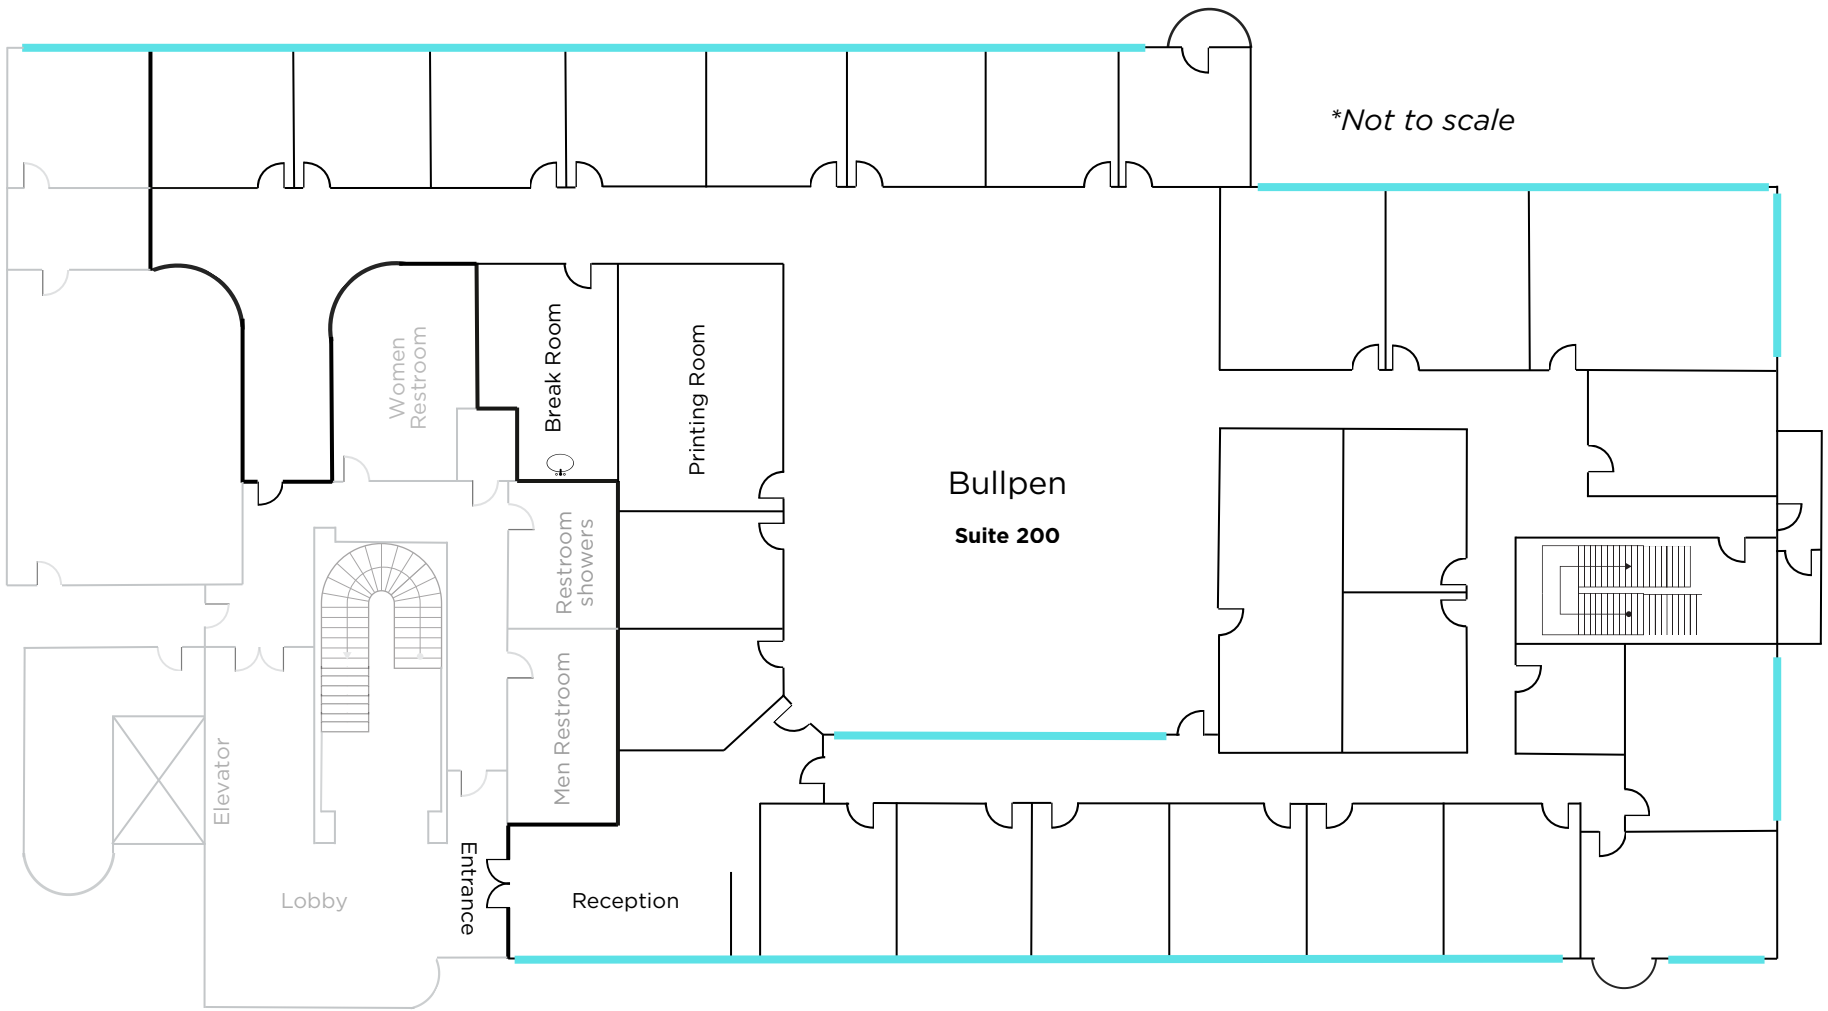 *Not to scale
Women
Restroom
Break Room
Printing Room
Bullpen
Suite 200
Restroom
showers
Men Restroom
Elevator
Entrance
Lobby
Reception